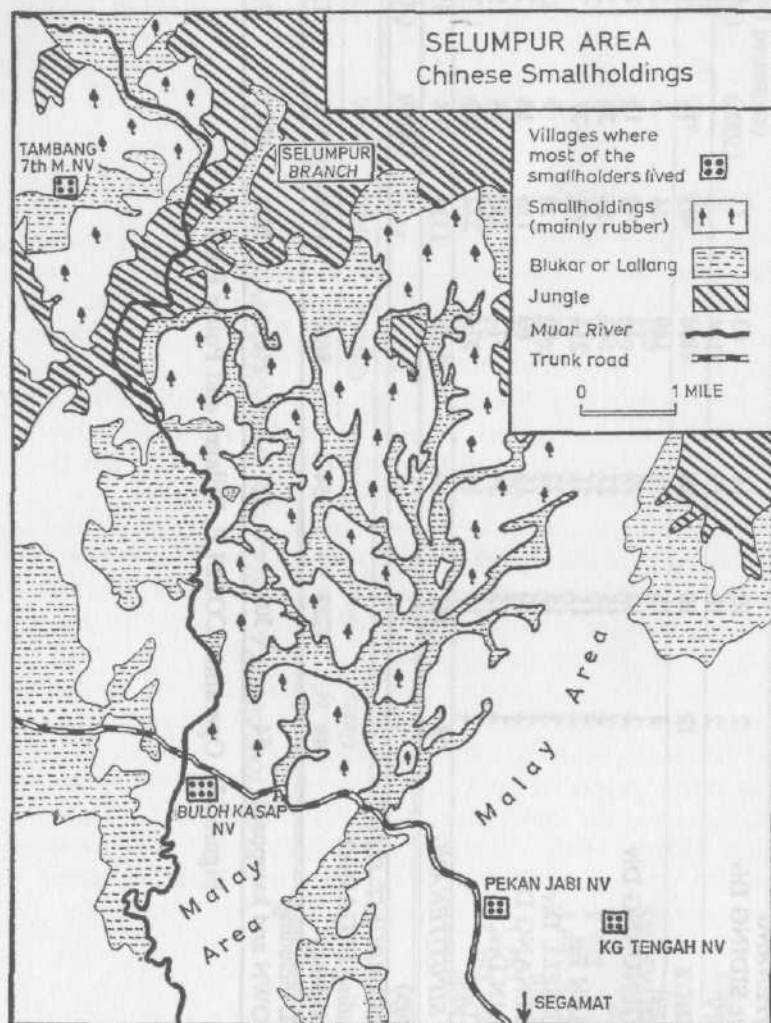 SELUMPUR AREA
Chinese Smallholdings
Villages where
most of the
smallholders lived
Smallholdings
(mainly rubber)
Blukar or Lallang
Jungle
Muar River
Trunk road
0 1 MILE
TAMBANG
7th M. NV
SELUMPUR
BRANCH
Malay Area
BULOH KASAP
NV
Malay
Area
PEKAN JABI NV
KG TENGAH NV
SEGAMAT